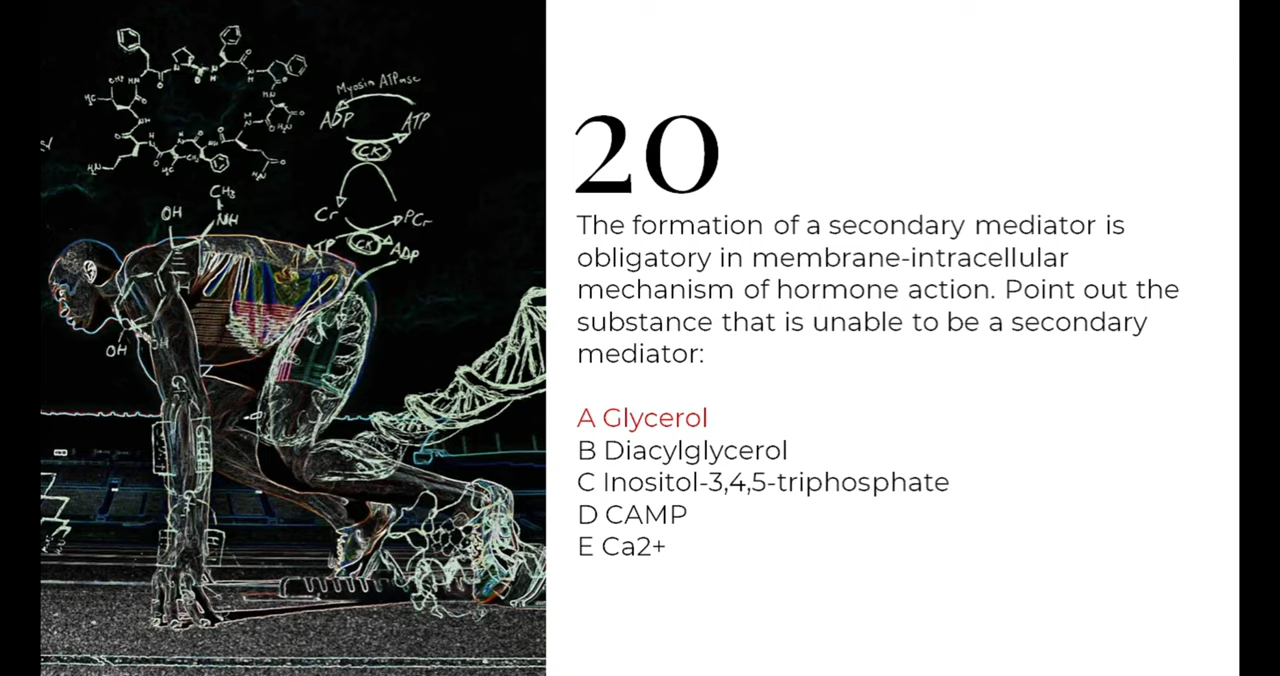 Myosin ATPase
ADP
ATP
CK
Cr
PCr
ATP
CK
ADP
CH3
NH
OH
OH
OH
20
The formation of a secondary mediator is
obligatory in membrane-intracellular
mechanism of hormone action. Point out the
substance that is unable to be a secondary
mediator:
A Glycerol
B Diacylglycerol
C Inositol-3,4,5-triphosphate
D CAMP
E Ca2+